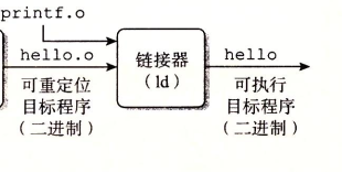 printf.o
hello.o
链接器
(ld)
hello
可重定位
目标程序
(二进制)
可执行
目标程序
(二进制)